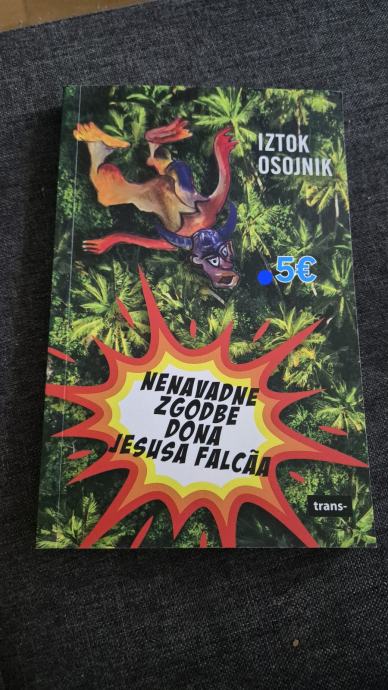 IZTOK
OSOJNIK
5€
NENAVADNE
ZGODBE
DONA
JESUSA FALCÃA
trans-